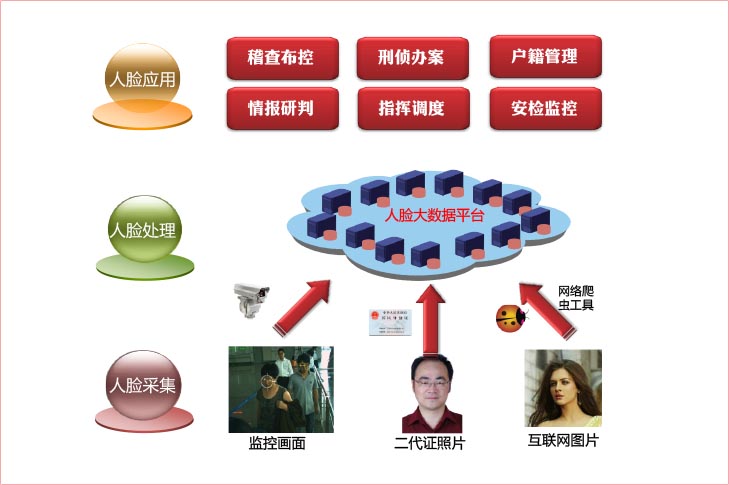 人脸应用
稽查布控
刑侦办案
户籍管理
情报研判
指挥调度
安检监控
人脸处理
人脸大数据平台
网络爬
虫工具
人脸采集
监控画面
二代证照片
互联网图片